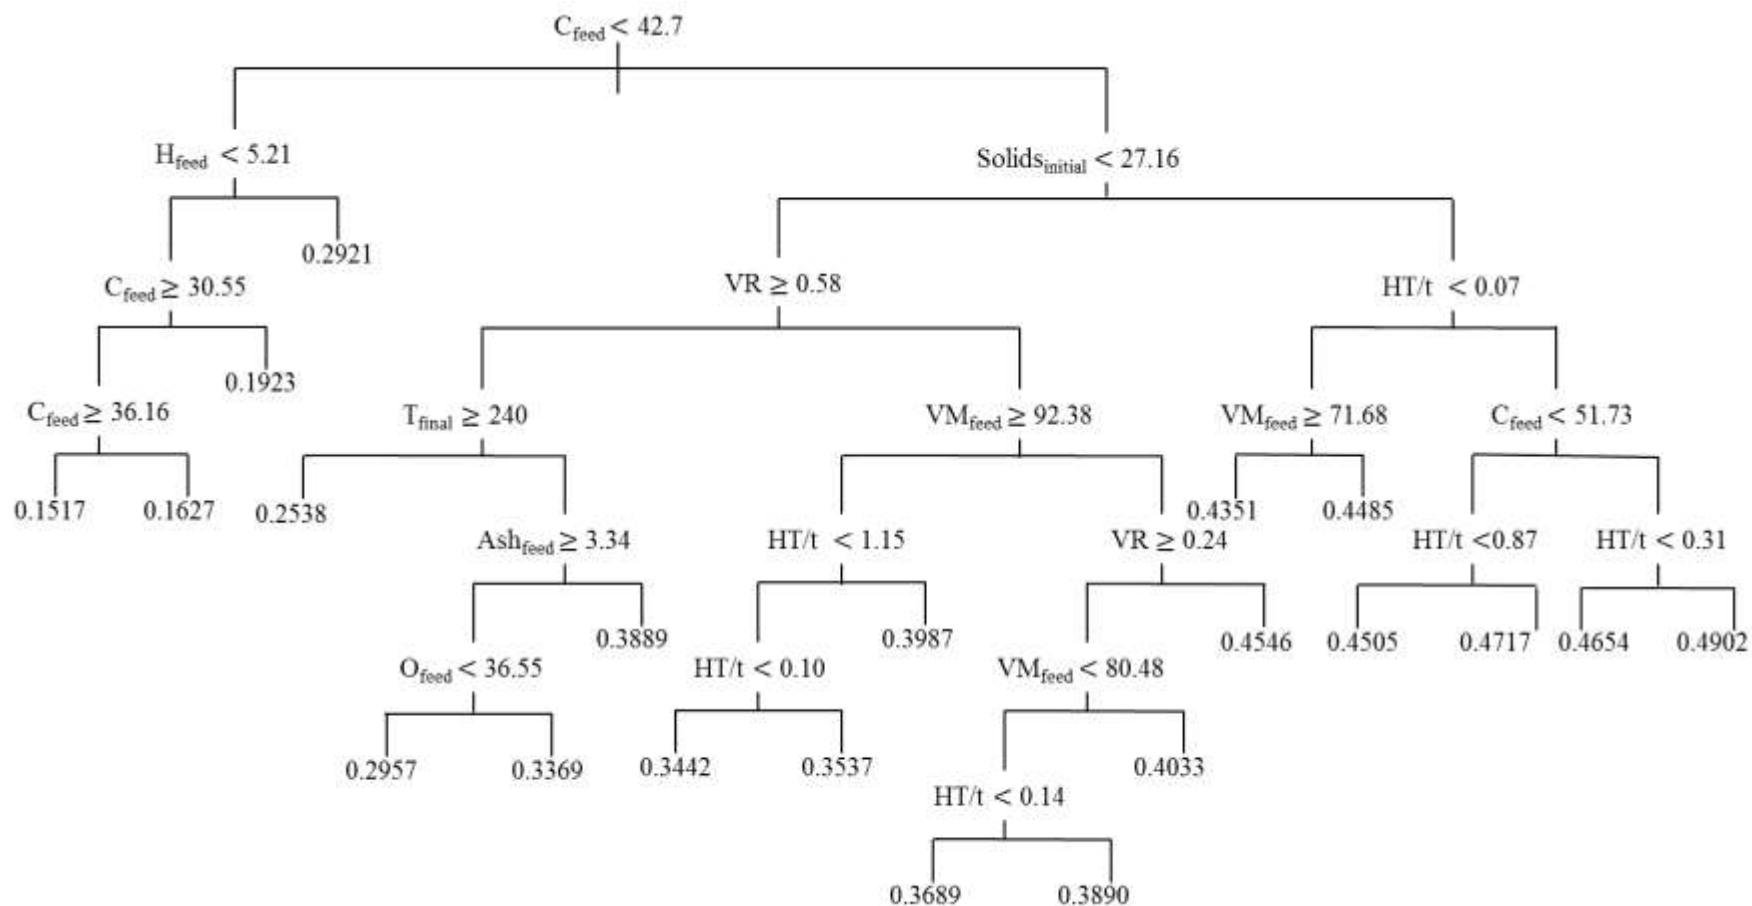 C_feed < 42.7
H_feed < 5.21
Solids_initial < 27.16
0.2921
C_feed ≥ 30.55
VR ≥ 0.58
HT/t < 0.07
0.1923
C_feed ≥ 36.16
T_final ≥ 240
VM_feed ≥ 92.38
VM_feed ≥ 71.68
C_feed < 51.73
0.1517
0.1627
0.2538
0.4351
0.4485
Ash_feed ≥ 3.34
HT/t < 1.15
VR ≥ 0.24
HT/t <0.87
HT/t < 0.31
0.3889
0.3987
0.4546
0.4505
0.4717
0.4654
0.4902
O_feed < 36.55
HT/t < 0.10
VM_feed < 80.48
0.2957
0.3369
0.3442
0.3537
0.4033
HT/t < 0.14
0.3689
0.3890